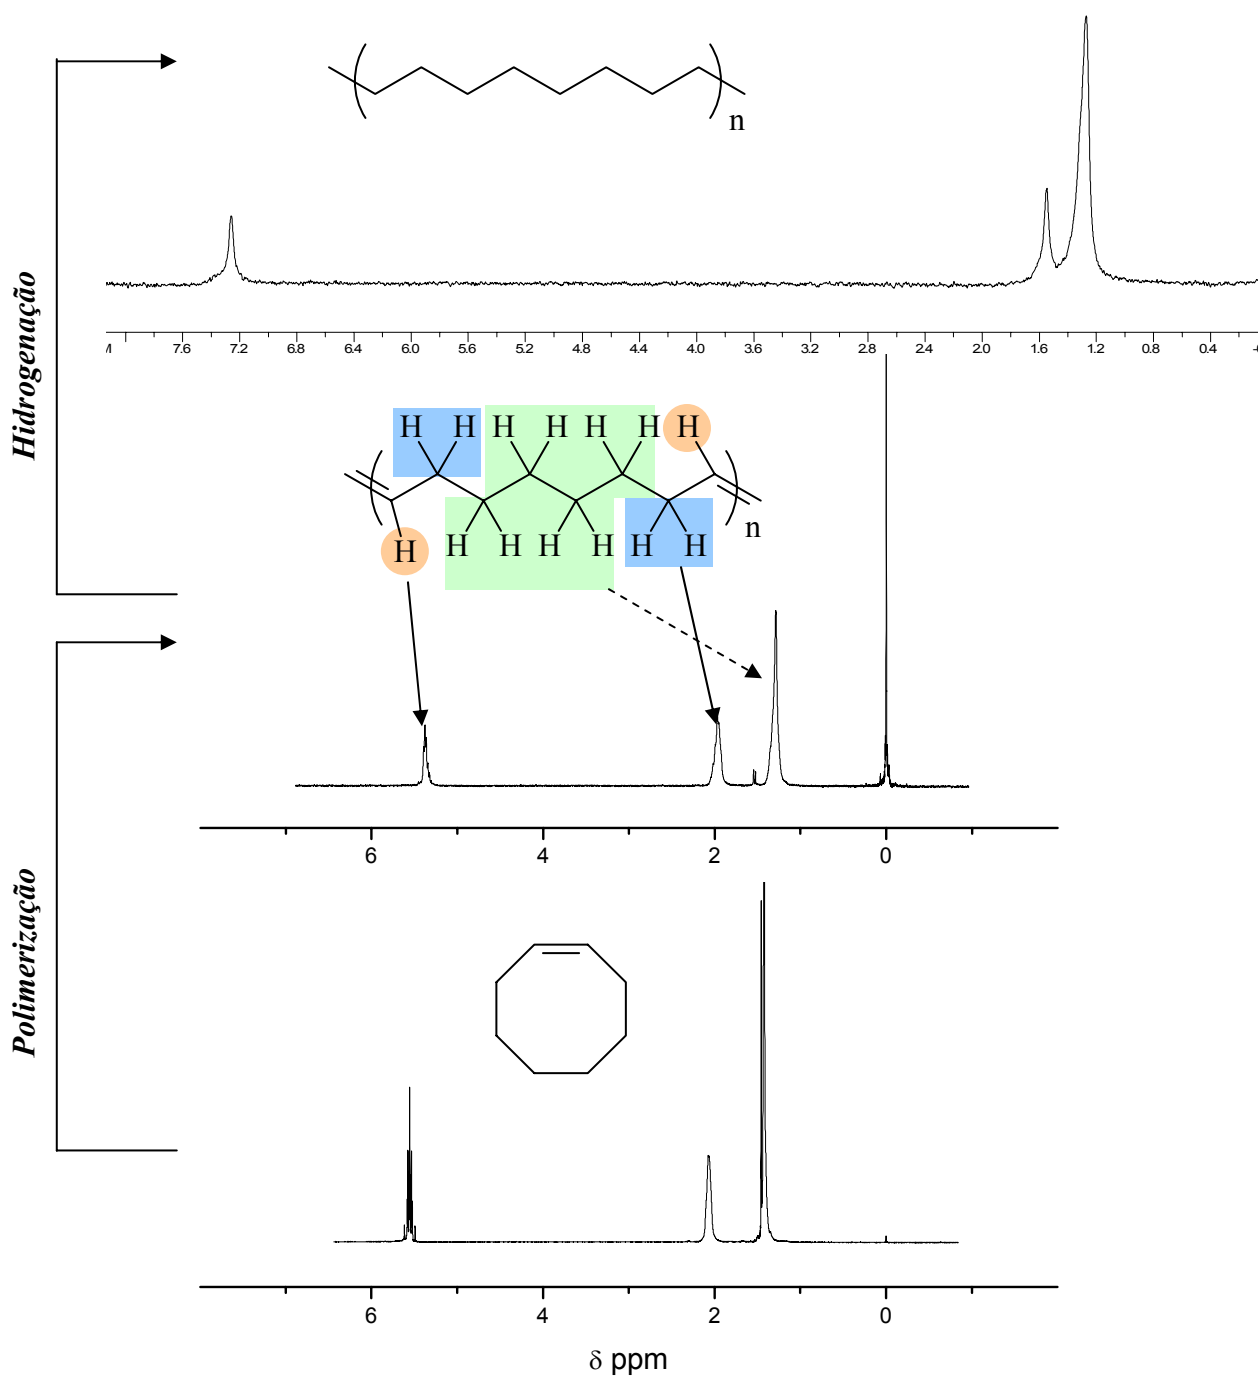 n
Hidrogenação
/I 7.6 7.2 6.8 6.4 6.0 5.6 5.2 4.8 4.4 4.0 3.6 3.2 2.8 2.4 2.0 1.6 1.2 0.8 0.4
H H H H H H H
n
H H H H H H H
6 4 2 0
Polimerização
6 4 2 0
δ ppm